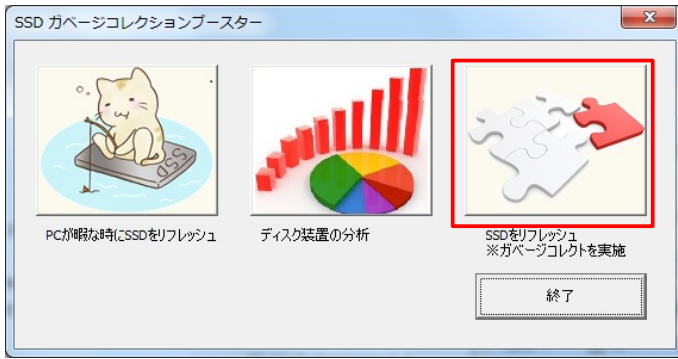 SSD ガベージコレクションブースター
SSD
PCが暇な時にSSDをリフレッシュ
ディスク装置の分析
SSDをリフレッシュ
※ガベージコレクトを実施
終了